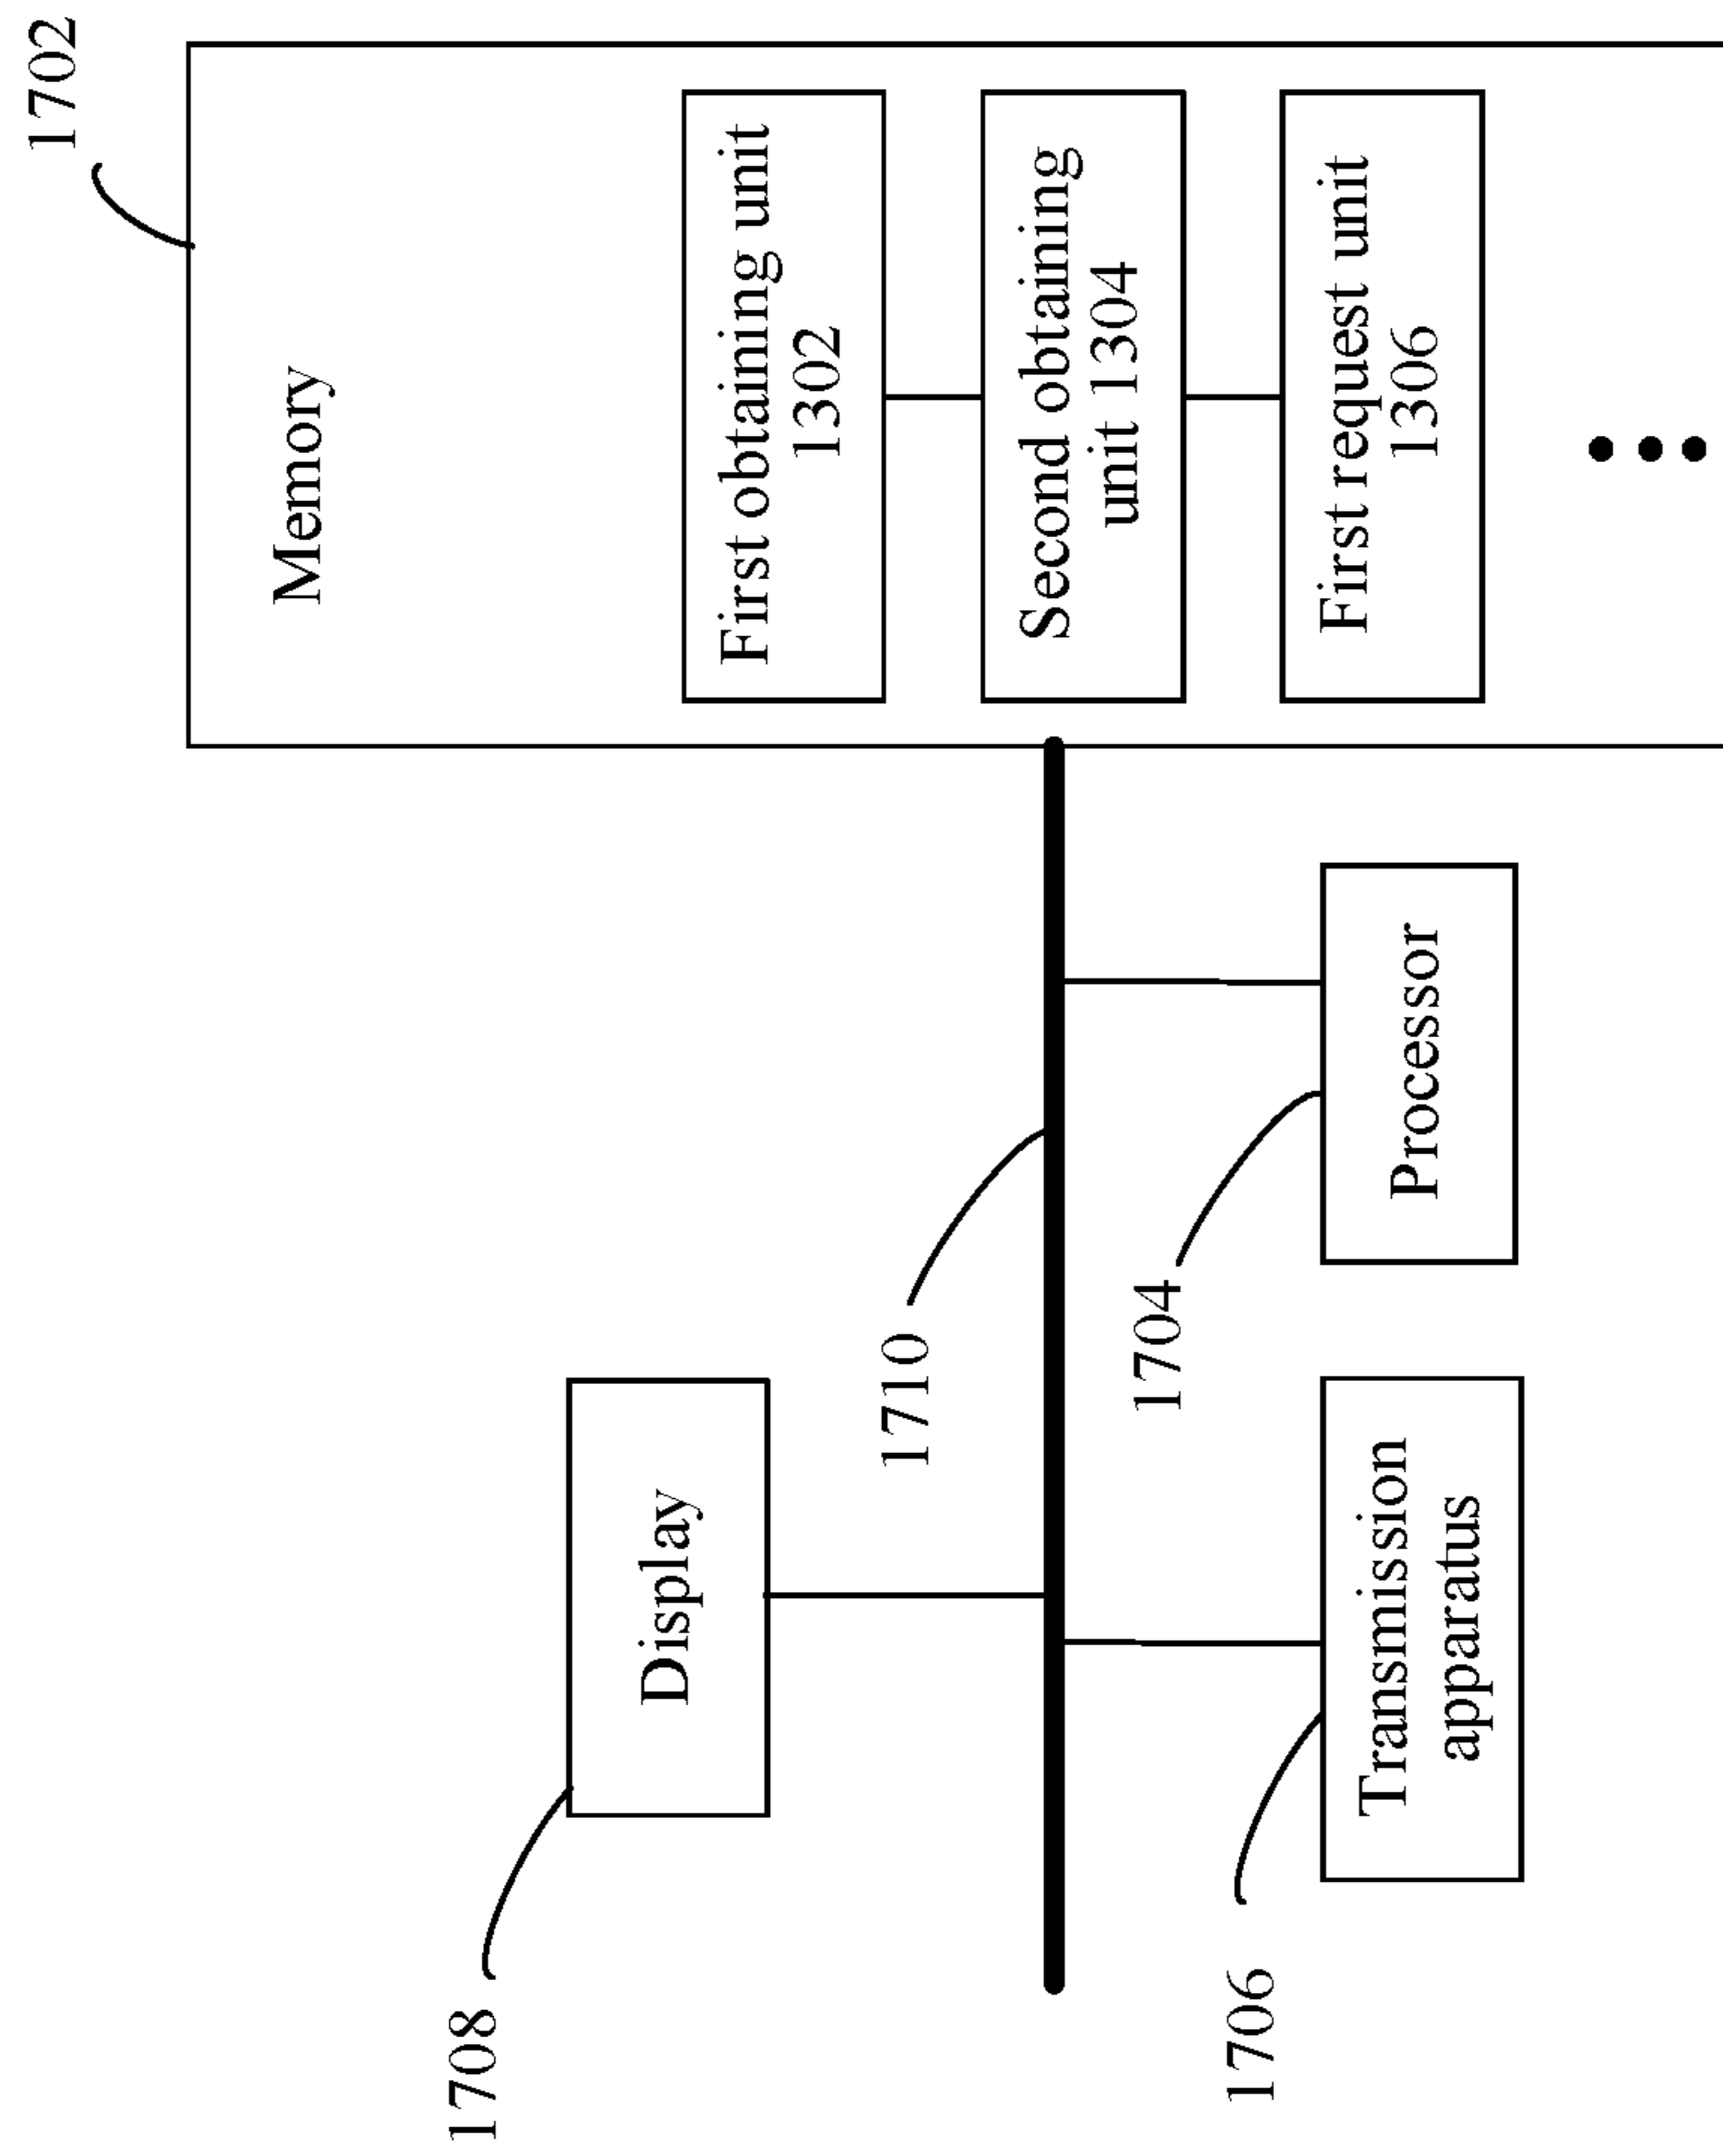 1702
Memory
First obtaining unit
1302
Second obtaining
unit 1304
First request unit
1306
1708
Display
1710
1704
Processor
1706
Transmission
apparatus